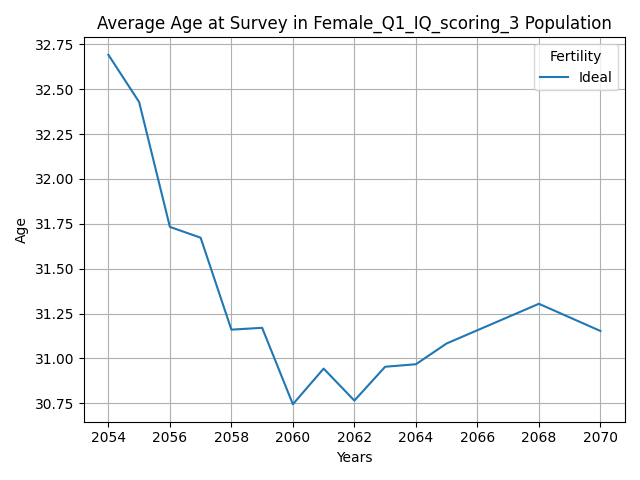 Average Age at Survey in Female_Q1_IQ_scoring_3 Population
Fertility
Ideal
32.75
32.50
32.25
32.00
31.75
31.50
31.25
31.00
30.75
Age
2054 2056 2058 2060 2062 2064 2066 2068 2070
Years